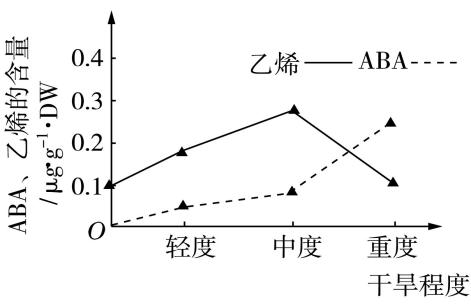 ABA、乙烯的含量
/μg·g⁻¹·DW
0.4
0.3
0.2
0.1
O
乙烯 ABA
轻度 中度 重度
干旱程度